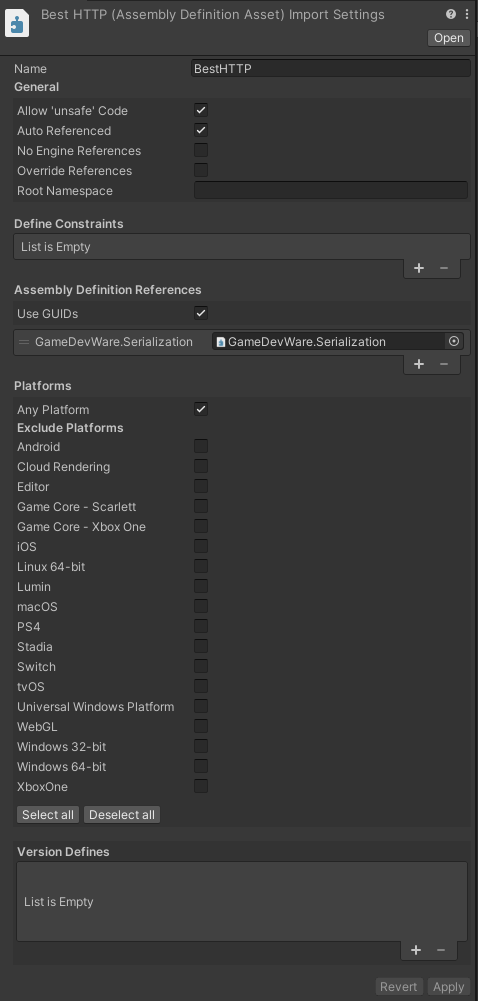 Best HTTP (Assembly Definition Asset) Import Settings
Open
Name BestHTTP
General
Allow 'unsafe' Code
Auto Referenced
No Engine References
Override References
Root Namespace
Define Constraints
List is Empty
Assembly Definition References
Use GUIDs
GameDevWare.Serialization GameDevWare.Serialization
Platforms
Any Platform
Exclude Platforms
Android
Cloud Rendering
Editor
Game Core - Scarlett
Game Core - Xbox One
iOS
Linux 64-bit
Lumin
macOS
PS4
Stadia
Switch
tvOS
Universal Windows Platform
WebGL
Windows 32-bit
Windows 64-bit
XboxOne
Select all Deselect all
Version Defines
List is Empty
Revert Apply